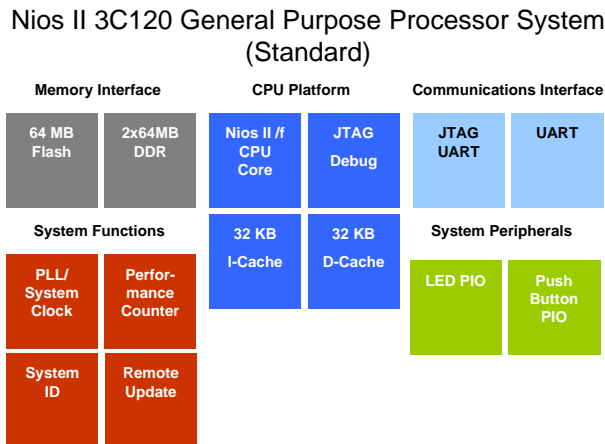 Nios II 3C120 General Purpose Processor System
(Standard)
Memory Interface
64 MB
Flash
2x64MB
DDR
CPU Platform
Nios II /f
CPU
Core
JTAG
Debug
32 KB
I-Cache
32 KB
D-Cache
Communications Interface
JTAG
UART
UART
System Functions
PLL/
System
Clock
Perfor-
mance
Counter
System
ID
Remote
Update
System Peripherals
LED PIO
Push
Button
PIO